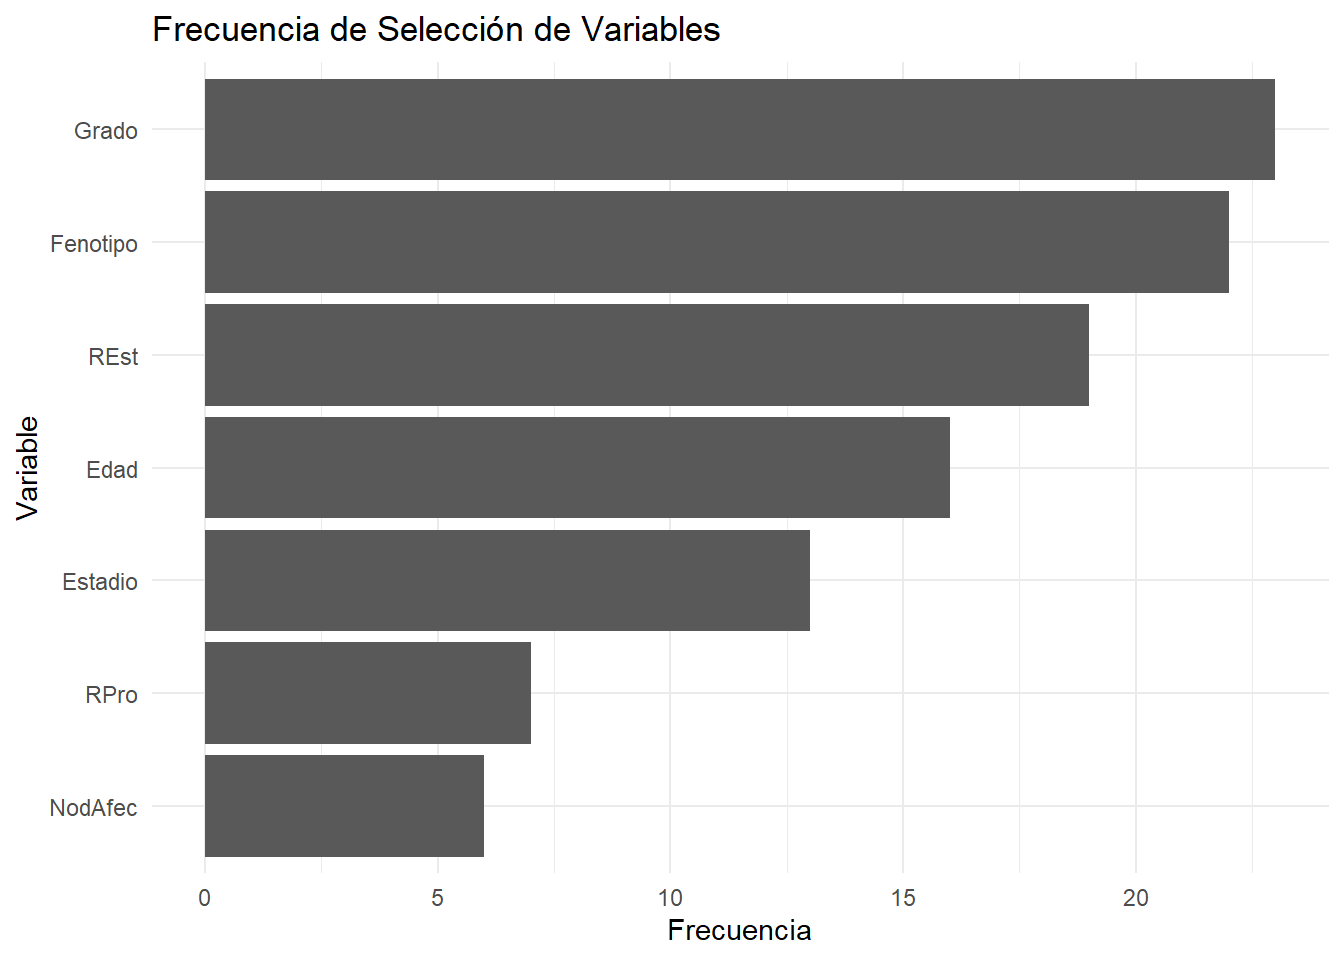 Frecuencia de Selección de Variables
Variable
Grado
Fenotipo
REst
Edad
Estadio
RPro
NodAfec
0 5 10 15 20
Frecuencia